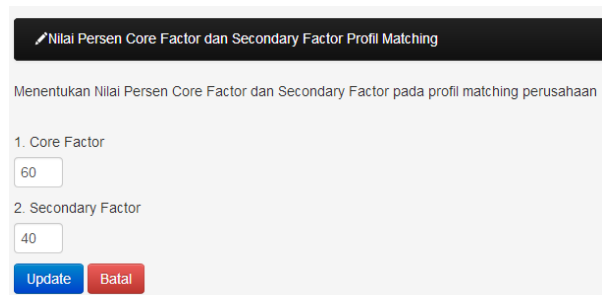 Nilai Persen Core Factor dan Secondary Factor Profil Matching
Menentukan Nilai Persen Core Factor dan Secondary Factor pada profil matching perusahaan
1. Core Factor
60
2. Secondary Factor
40
Update Batal